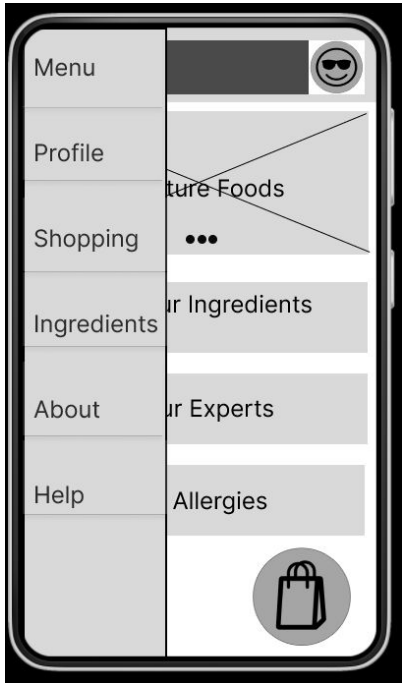 Menu
Profile
Shopping
Ingredients
About
Help
ture Foods
ur Ingredients
ur Experts
Allergies